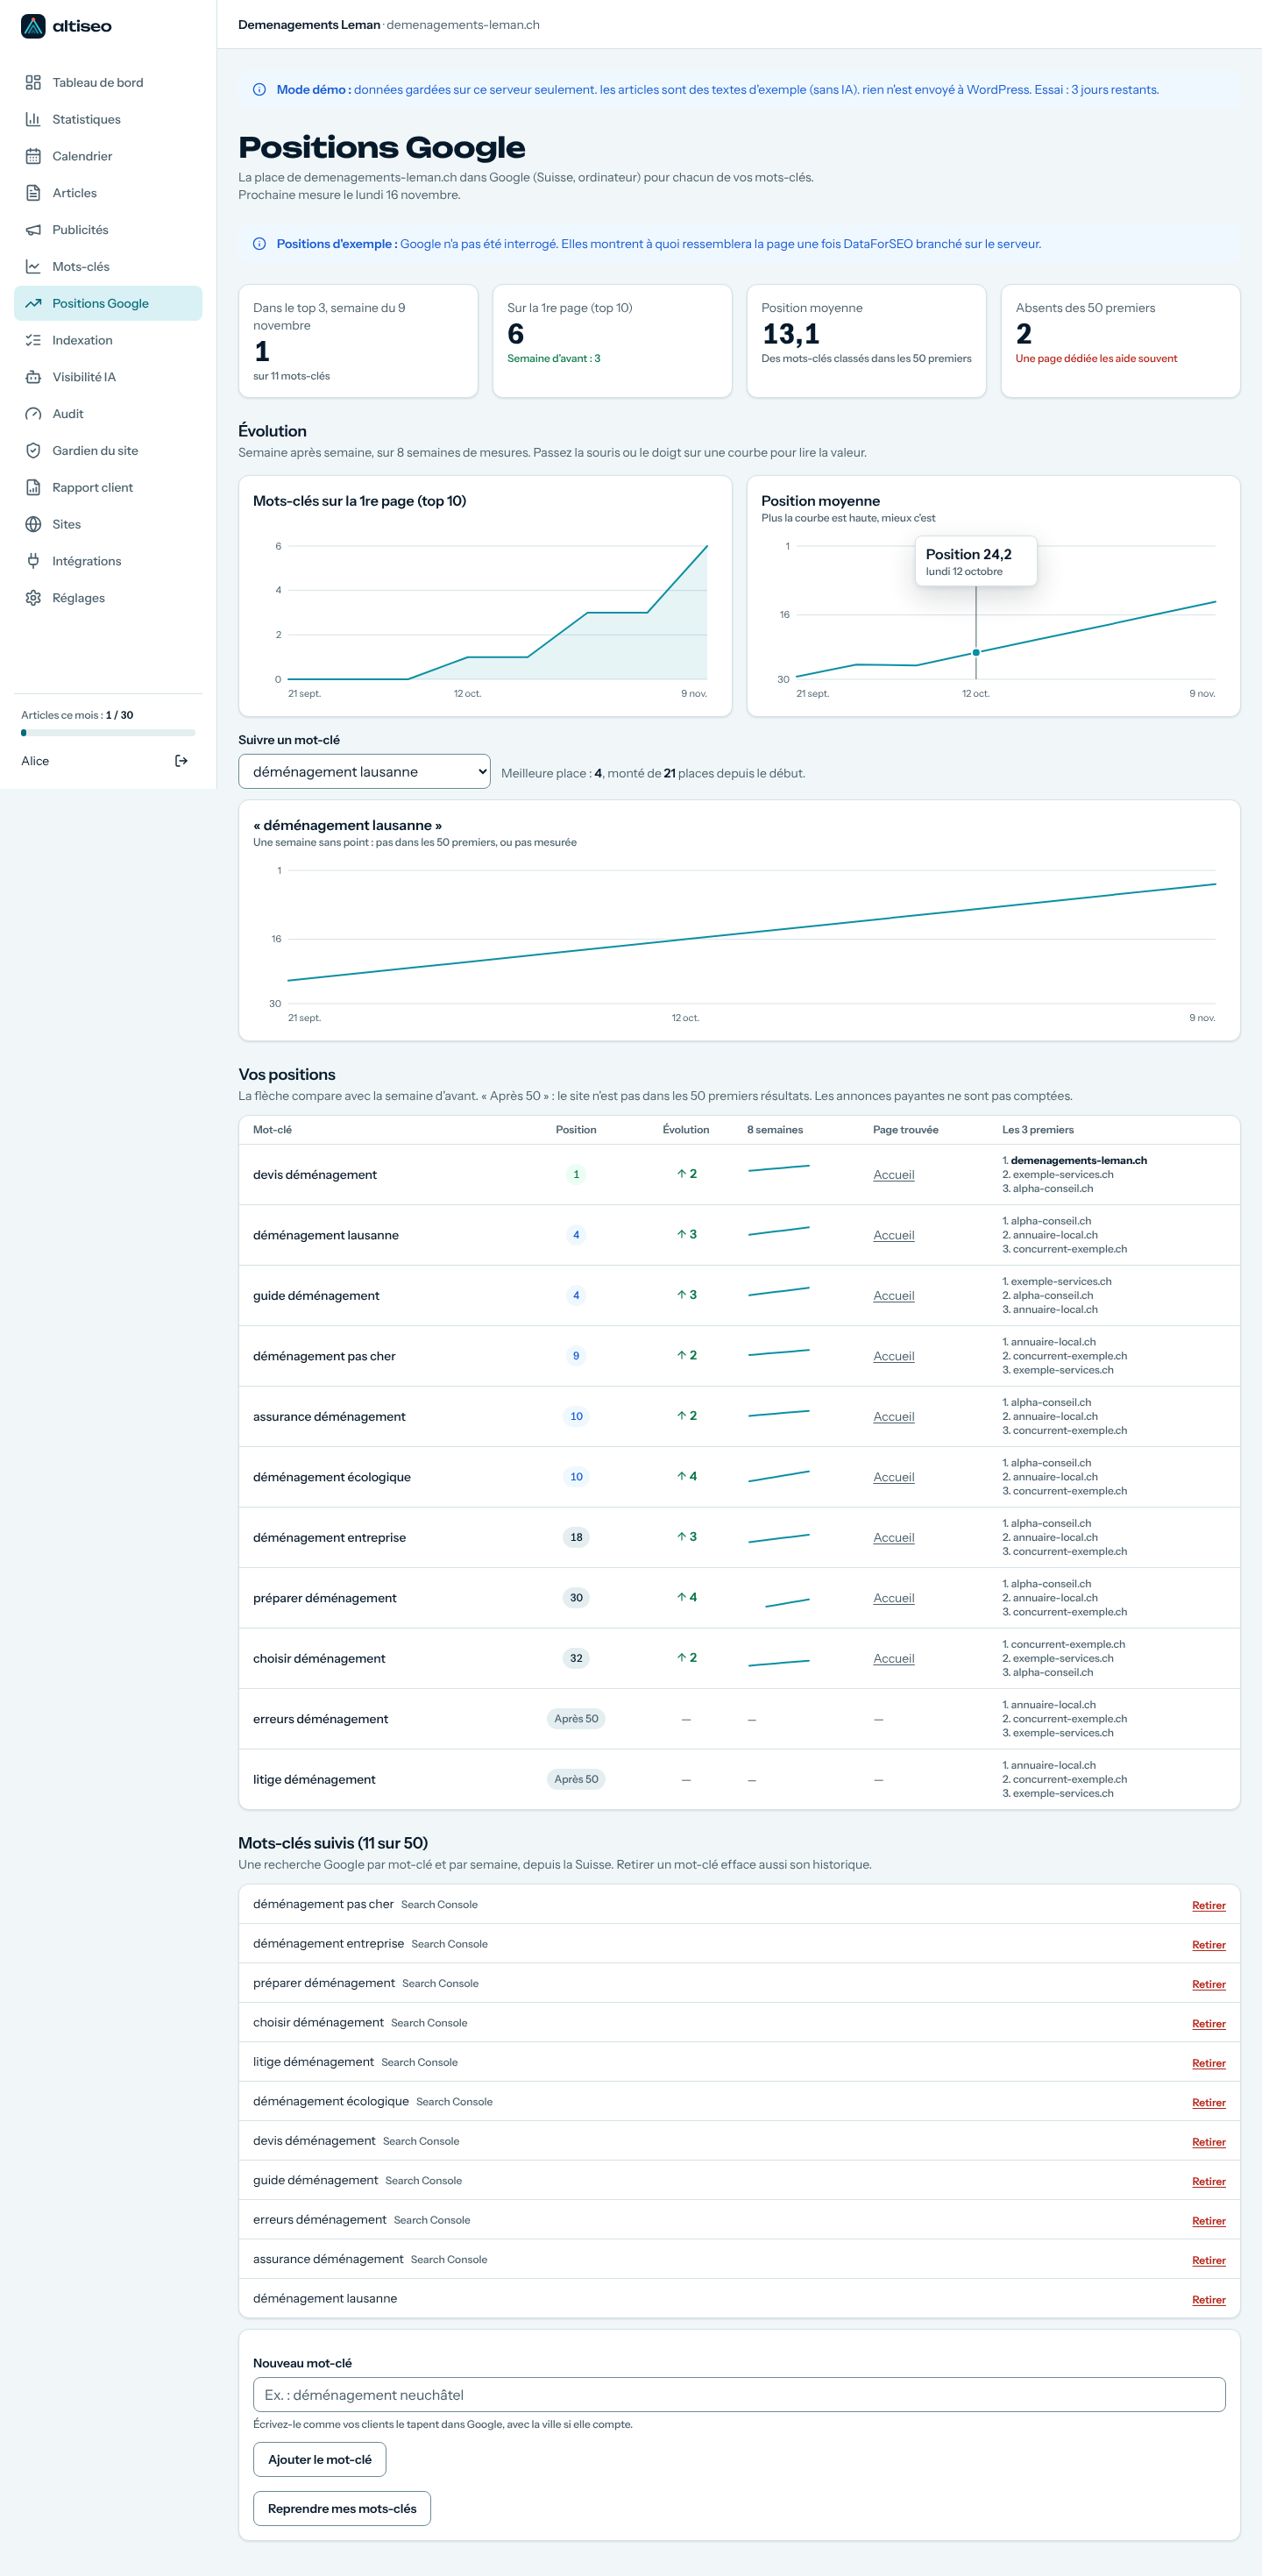 altiseo
Demenagements Leman · demenagements-leman.ch
Tableau de bord
Statistiques
Calendrier
Articles
Publicités
Mots-clés
Positions Google
Indexation
Visibilité IA
Audit
Gardien du site
Rapport client
Sites
Intégrations
Réglages
Articles ce mois : 1 / 30
Alice
Mode démo : données gardées sur ce serveur seulement. les articles sont des textes d'exemple (sans IA). rien n'est envoyé à WordPress. Essai : 3 jours restants.
Positions Google
La place de demenagements-leman.ch dans Google (Suisse, ordinateur) pour chacun de vos mots-clés.
Prochaine mesure le lundi 16 novembre.
Positions d'exemple : Google n'a pas été interrogé. Elles montrent à quoi ressemblera la page une fois DataForSEO branché sur le serveur.
Dans le top 3, semaine du 9
novembre
1
sur 11 mots-clés
Sur la 1re page (top 10)
6
Semaine d'avant : 3
Position moyenne
13,1
Des mots-clés classés dans les 50 premiers
Absents des 50 premiers
2
Une page dédiée les aide souvent
Évolution
Semaine après semaine, sur 8 semaines de mesures. Passez la souris ou le doigt sur une courbe pour lire la valeur.
Mots-clés sur la 1re page (top 10)
6
4
2
0
21 sept.
12 oct.
9 nov.
Position moyenne
Plus la courbe est haute, mieux c'est
1
16
30
Position 24,2
lundi 12 octobre
21 sept.
12 oct.
9 nov.
Suivre un mot-clé
déménagement lausanne
Meilleure place : 4, monté de 21 places depuis le début.
« déménagement lausanne »
Une semaine sans point : pas dans les 50 premiers, ou pas mesurée
1
16
30
21 sept.
12 oct.
9 nov.
Vos positions
La flèche compare avec la semaine d'avant. « Après 50 » : le site n'est pas dans les 50 premiers résultats. Les annonces payantes ne sont pas comptées.
Mot-clé Position Évolution 8 semaines Page trouvée Les 3 premiers
devis déménagement 1 ↑ 2 Accueil
1. demenagements-leman.ch
2. exemple-services.ch
3. alpha-conseil.ch
déménagement lausanne 4 ↑ 3 Accueil
1. alpha-conseil.ch
2. annuaire-local.ch
3. concurrent-exemple.ch
guide déménagement 4 ↑ 3 Accueil
1. exemple-services.ch
2. alpha-conseil.ch
3. annuaire-local.ch
déménagement pas cher 9 ↑ 2 Accueil
1. annuaire-local.ch
2. concurrent-exemple.ch
3. exemple-services.ch
assurance déménagement 10 ↑ 2 Accueil
1. alpha-conseil.ch
2. annuaire-local.ch
3. concurrent-exemple.ch
déménagement écologique 10 ↑ 4 Accueil
1. alpha-conseil.ch
2. annuaire-local.ch
3. concurrent-exemple.ch
déménagement entreprise 18 ↑ 3 Accueil
1. alpha-conseil.ch
2. annuaire-local.ch
3. concurrent-exemple.ch
préparer déménagement 30 ↑ 4 Accueil
1. alpha-conseil.ch
2. annuaire-local.ch
3. concurrent-exemple.ch
choisir déménagement 32 ↑ 2 Accueil
1. concurrent-exemple.ch
2. exemple-services.ch
3. alpha-conseil.ch
erreurs déménagement Après 50 — — —
1. annuaire-local.ch
2. concurrent-exemple.ch
3. exemple-services.ch
litige déménagement Après 50 — — —
1. annuaire-local.ch
2. concurrent-exemple.ch
3. exemple-services.ch
Mots-clés suivis (11 sur 50)
Une recherche Google par mot-clé et par semaine, depuis la Suisse. Retirer un mot-clé efface aussi son historique.
déménagement pas cher Search Console Retirer
déménagement entreprise Search Console Retirer
préparer déménagement Search Console Retirer
choisir déménagement Search Console Retirer
litige déménagement Search Console Retirer
déménagement écologique Search Console Retirer
devis déménagement Search Console Retirer
guide déménagement Search Console Retirer
erreurs déménagement Search Console Retirer
assurance déménagement Search Console Retirer
déménagement lausanne Retirer
Nouveau mot-clé
Ex. : déménagement neuchâtel
Écrivez-le comme vos clients le tapent dans Google, avec la ville si elle compte.
Ajouter le mot-clé
Reprendre mes mots-clés